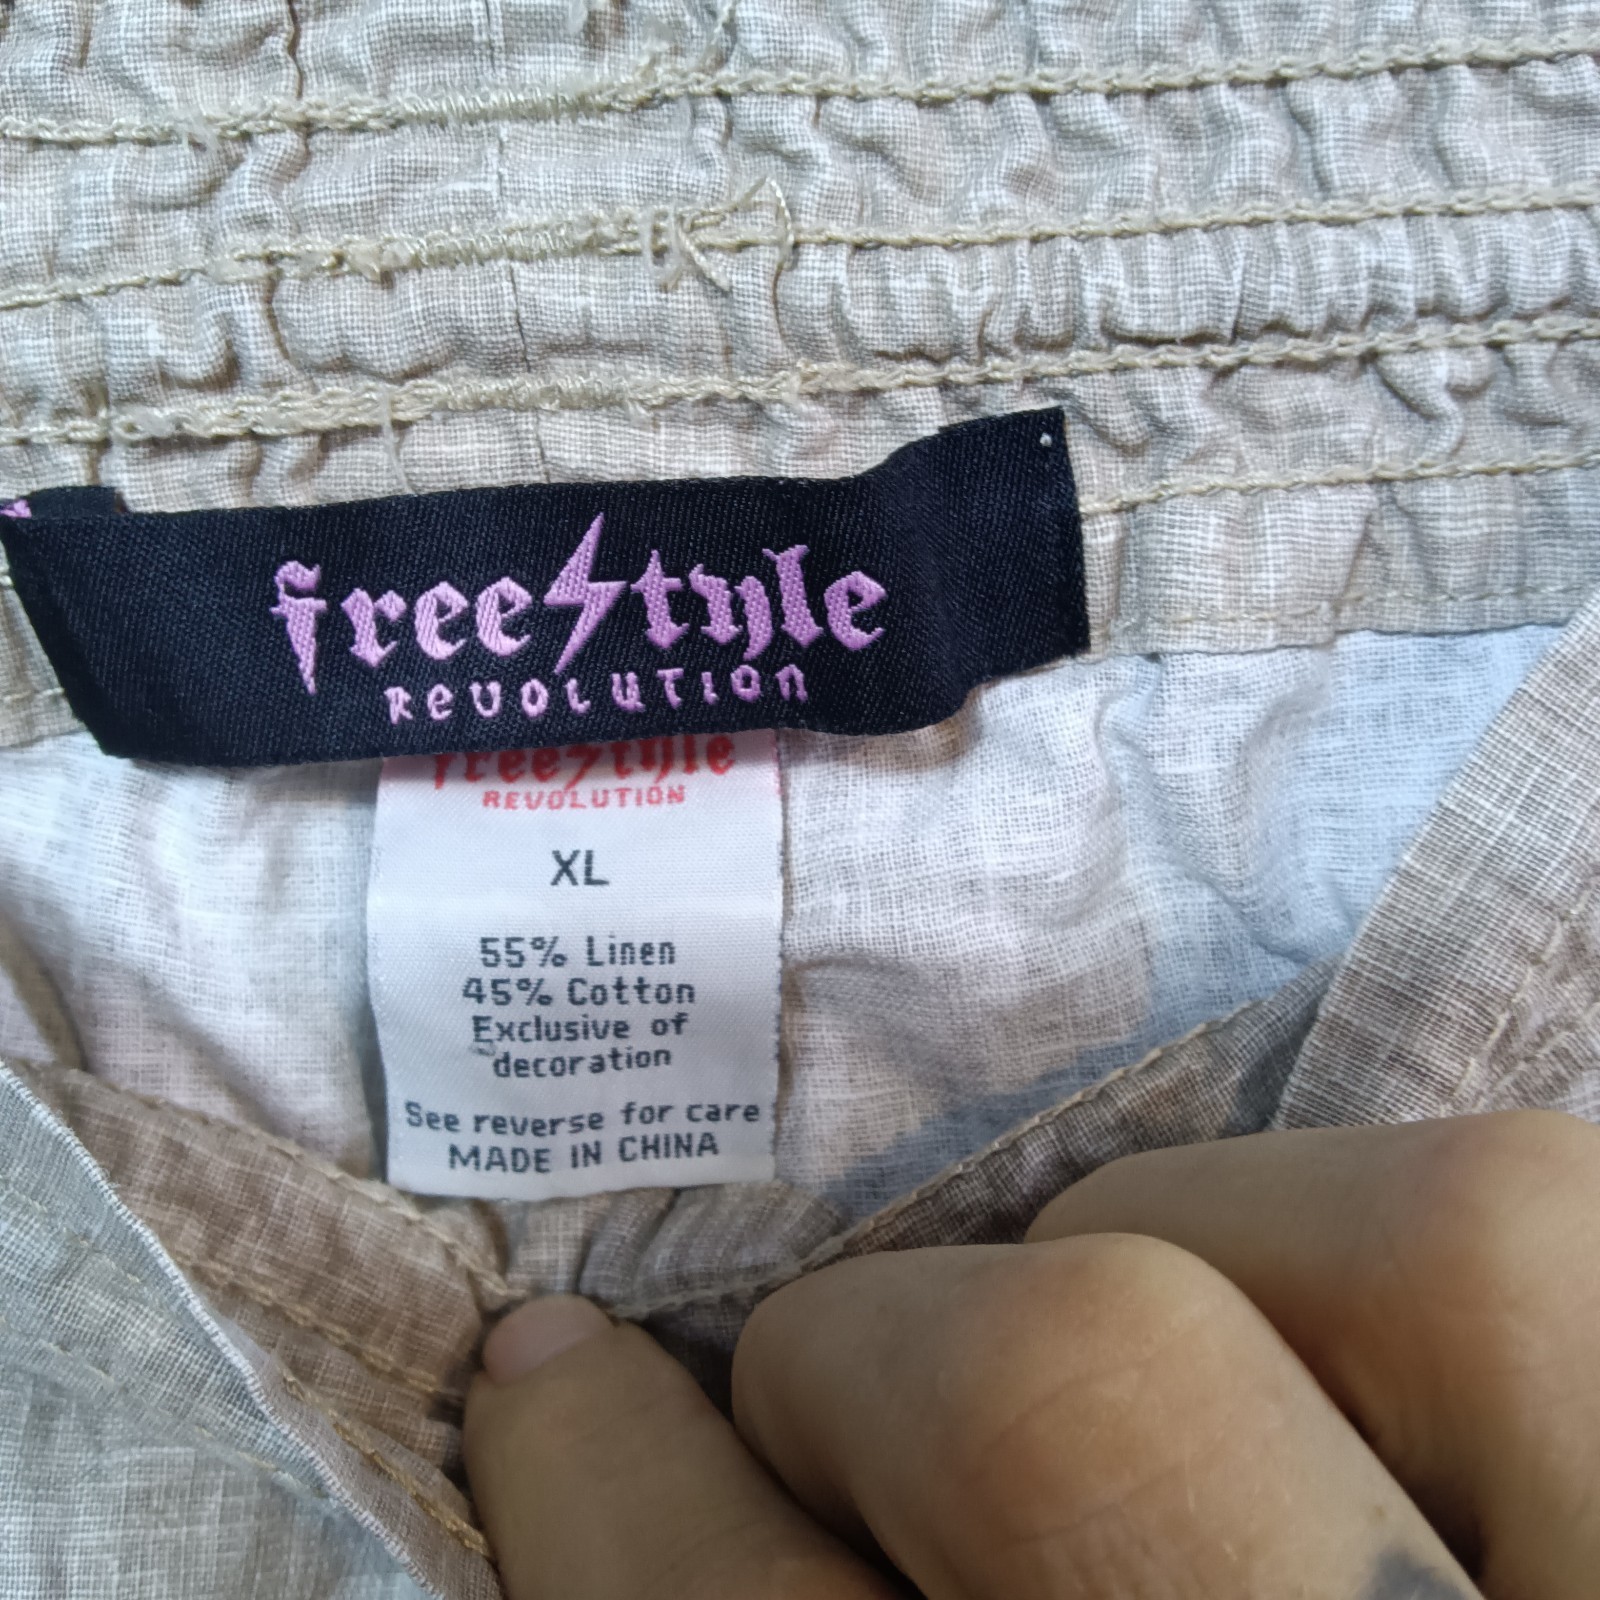 freestyle
REVOLUTION
freestyle
REVOLUTION
XL
55% Linen
45% Cotton
Exclusive of
decoration
See reverse for care
MADE IN CHINA